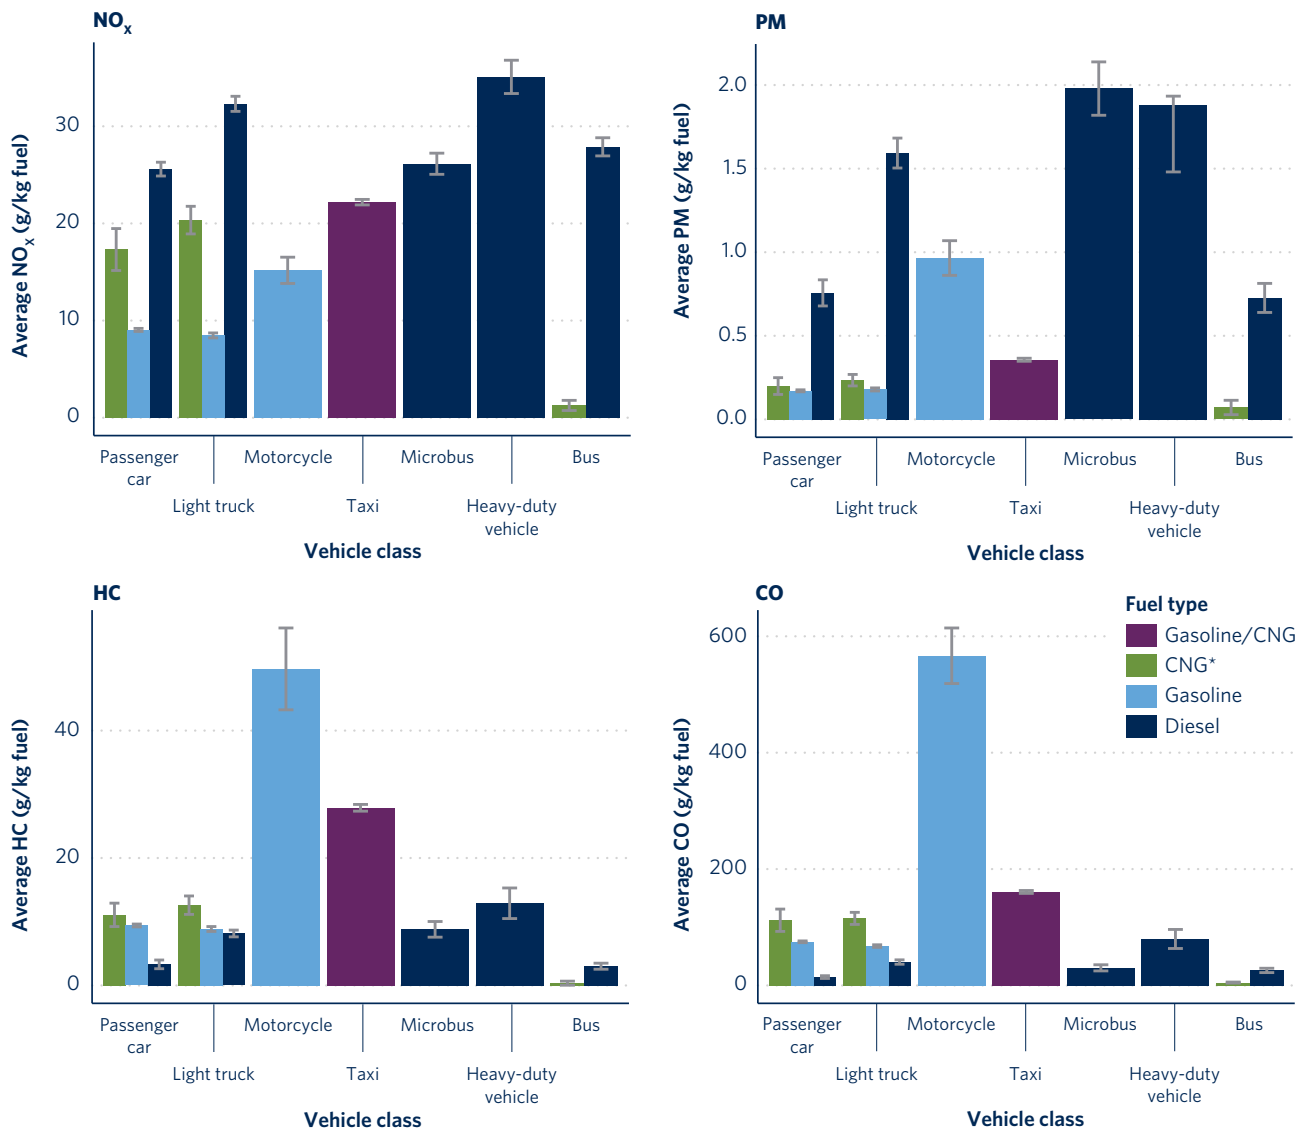 NOx
Average NOx (g/kg fuel)
30
20
10
0
Passenger
car
Light truck
Motorcycle
Taxi
Microbus
Heavy-duty
vehicle
Bus
Vehicle class
PM
Average PM (g/kg fuel)
2.0
1.5
1.0
0.5
0.0
Passenger
car
Light truck
Motorcycle
Taxi
Microbus
Heavy-duty
vehicle
Bus
Vehicle class
HC
Average HC (g/kg fuel)
40
20
0
Passenger
car
Light truck
Motorcycle
Taxi
Microbus
Heavy-duty
vehicle
Bus
Vehicle class
CO
Average CO (g/kg fuel)
600
400
200
0
Fuel type
Gasoline/CNG
CNG*
Gasoline
Diesel
Passenger
car
Light truck
Motorcycle
Taxi
Microbus
Heavy-duty
vehicle
Bus
Vehicle class